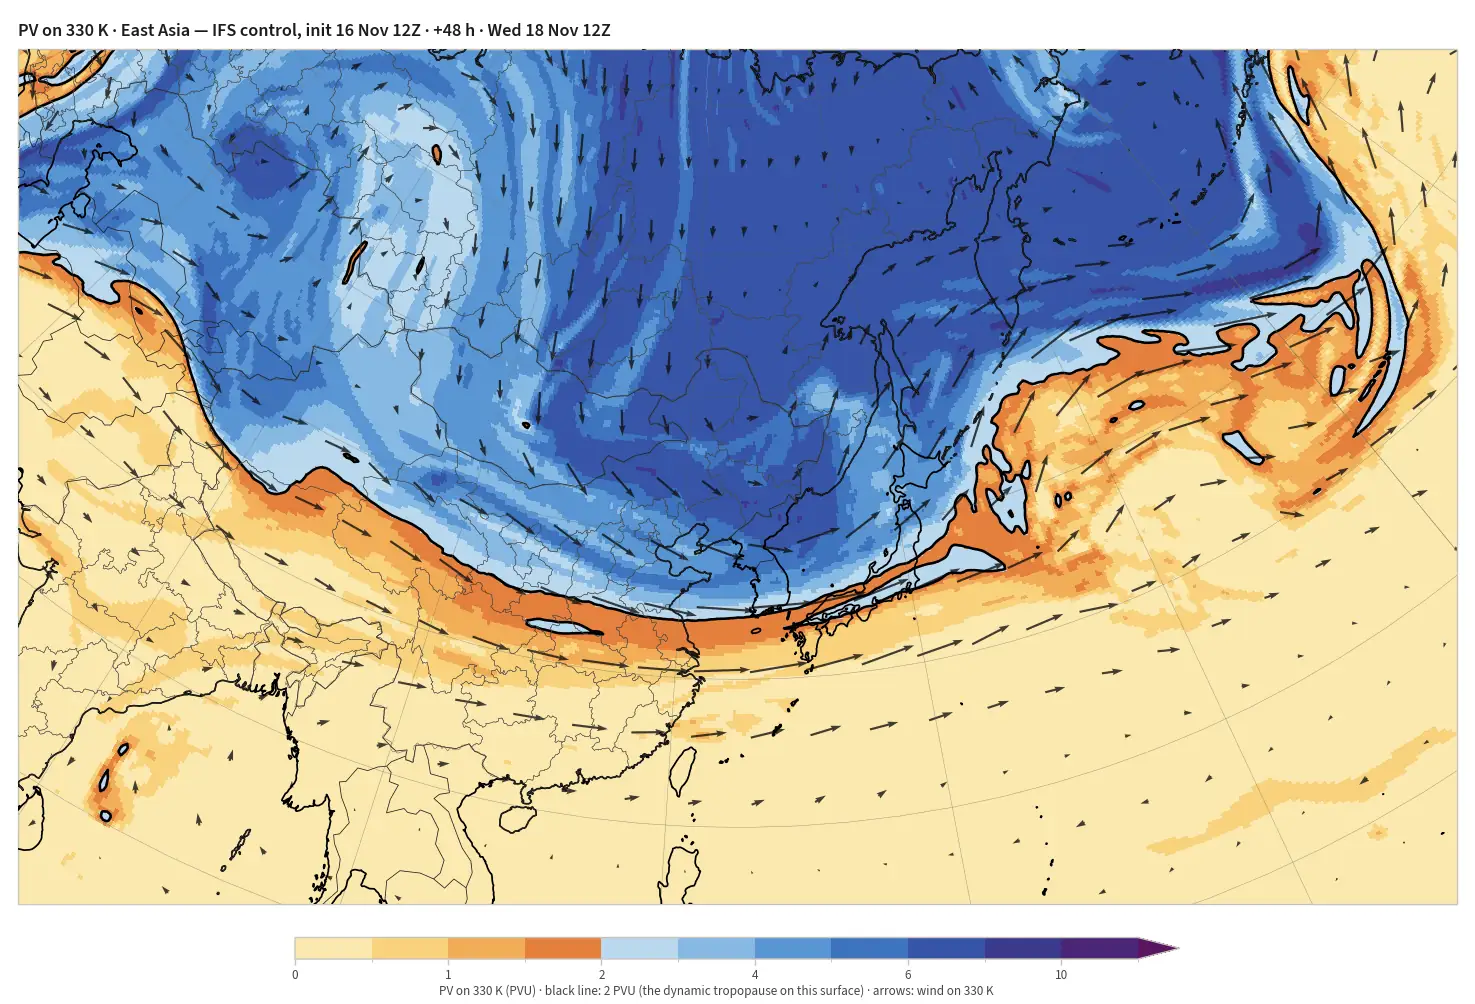 PV on 330 K · East Asia — IFS control, init 16 Nov 12Z · +48 h · Wed 18 Nov 12Z
0 1 2 4 6 10
PV on 330 K (PVU) · black line: 2 PVU (the dynamic tropopause on this surface) · arrows: wind on 330 K